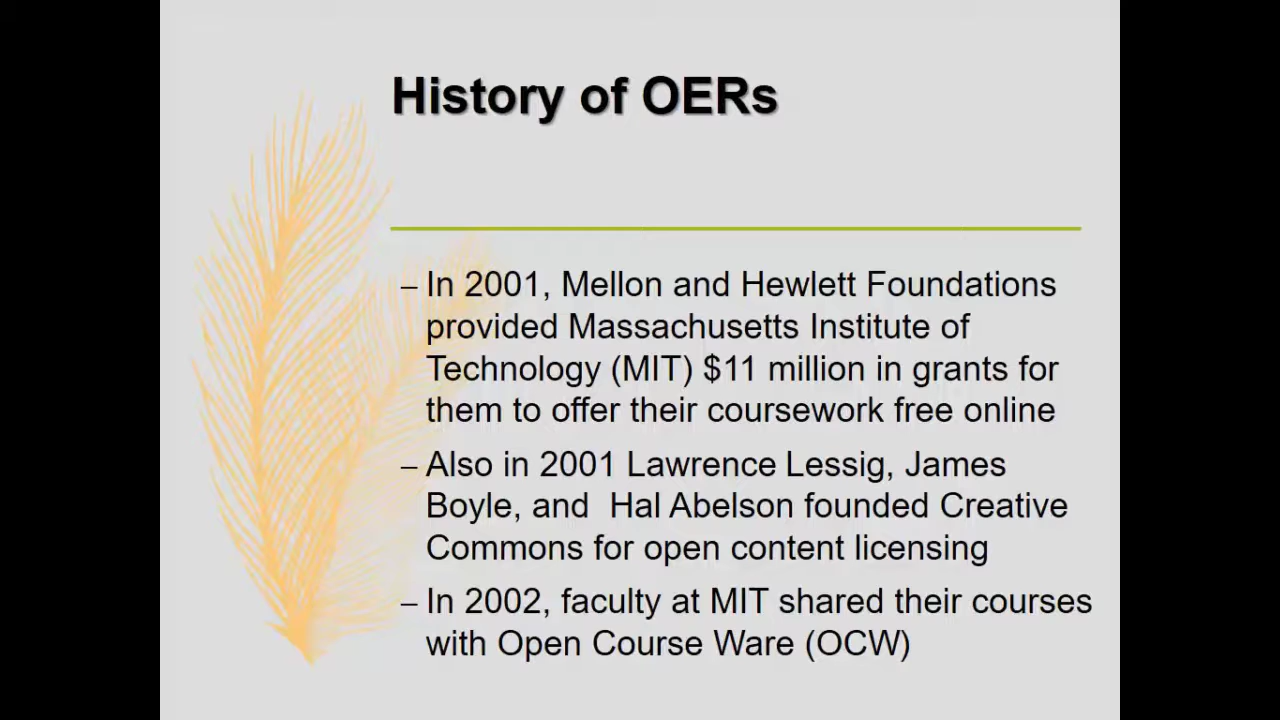 History of OERs
– In 2001, Mellon and Hewlett Foundations
provided Massachusetts Institute of
Technology (MIT) $11 million in grants for
them to offer their coursework free online
– Also in 2001 Lawrence Lessig, James
Boyle, and  Hal Abelson founded Creative
Commons for open content licensing
– In 2002, faculty at MIT shared their courses
with Open Course Ware (OCW)